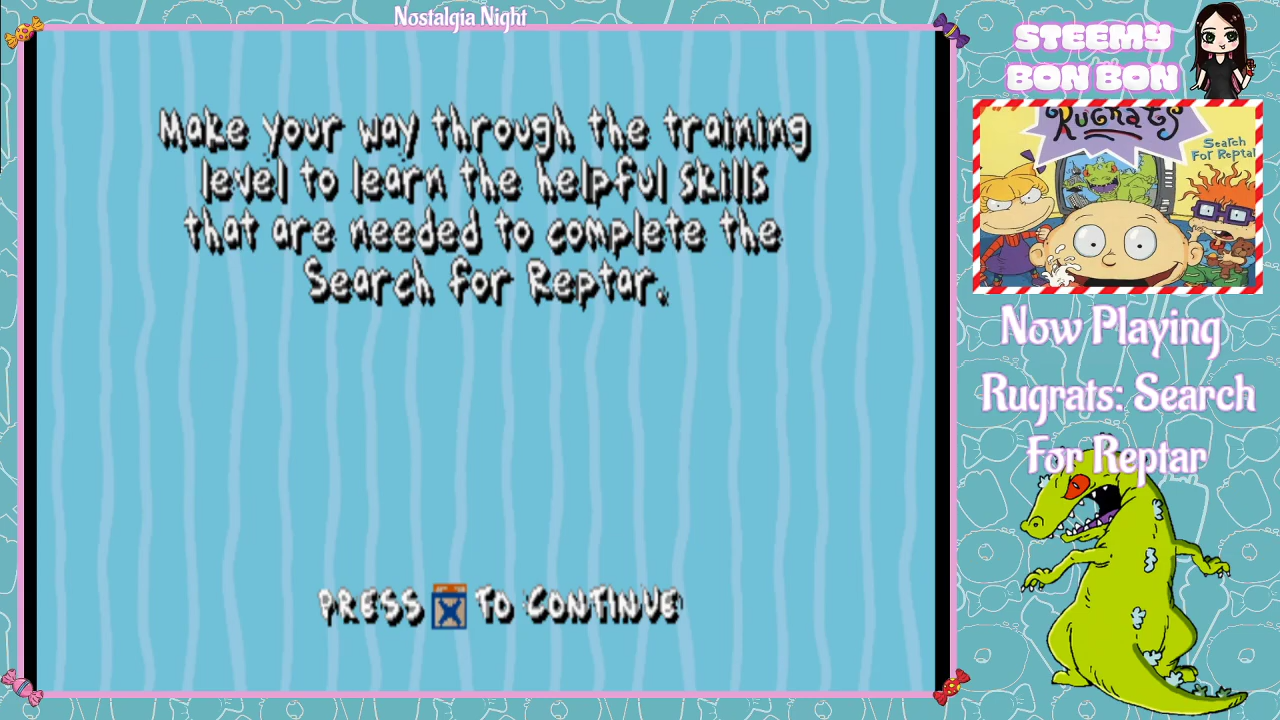 Nostalgia Night
Make your way through the training
level to learn the helpful skills
that are needed to complete the
Search for Reptar.
PRESS X TO CONTINUE
STEEMY
BON BON
RUGRATS
Search
For Reptar
Now Playing
Rugrats: Search
For Reptar